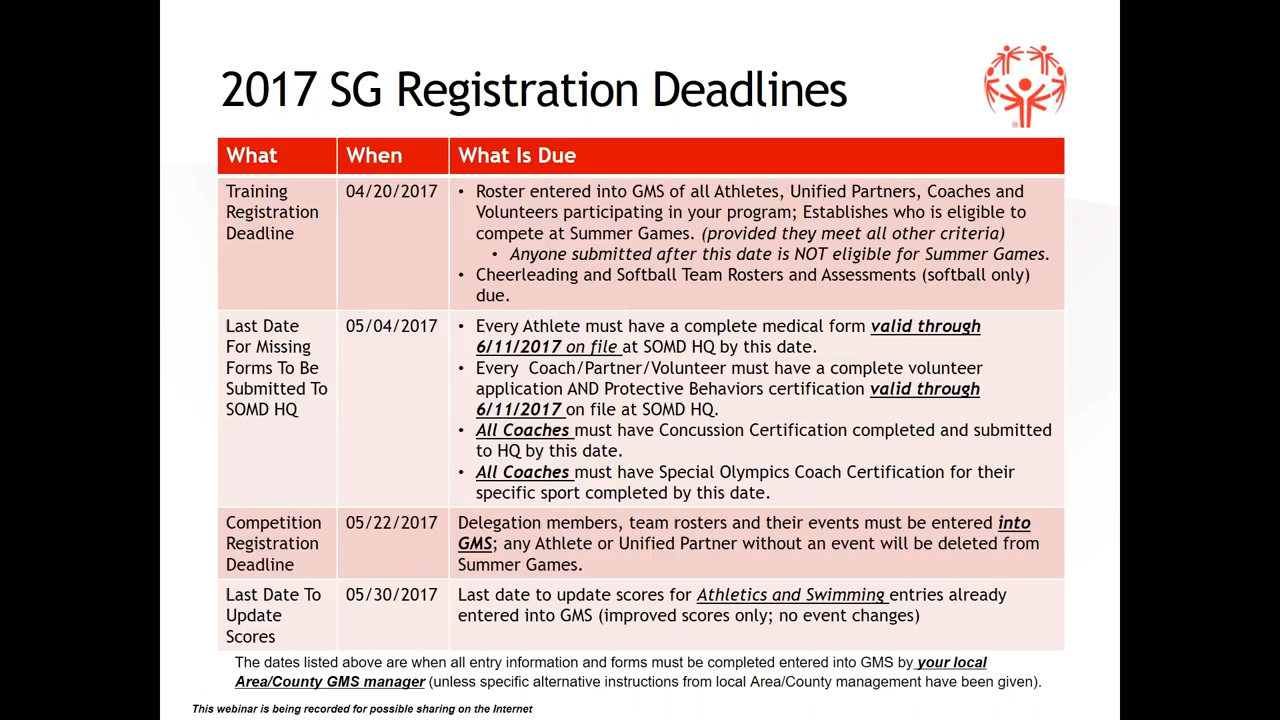 2017 SG Registration Deadlines
®
What When What Is Due
Training Registration Deadline
04/20/2017
• Roster entered into GMS of all Athletes, Unified Partners, Coaches and
Volunteers participating in your program; Establishes who is eligible to
compete at Summer Games. (provided they meet all other criteria)
• Anyone submitted after this date is NOT eligible for Summer Games.
• Cheerleading and Softball Team Rosters and Assessments (softball only)
due.
Last Date
For Missing
Forms To Be
Submitted To
SOMD HQ
05/04/2017
• Every Athlete must have a complete medical form valid through
6/11/2017 on file at SOMD HQ by this date.
• Every Coach/Partner/Volunteer must have a complete volunteer
application AND Protective Behaviors certification valid through
6/11/2017 on file at SOMD HQ.
• All Coaches must have Concussion Certification completed and submitted
to HQ by this date.
• All Coaches must have Special Olympics Coach Certification for their
specific sport completed by this date.
Competition
Registration
Deadline
05/22/2017
Delegation members, team rosters and their events must be entered into
GMS; any Athlete or Unified Partner without an event will be deleted from
Summer Games.
Last Date To
Update
Scores
05/30/2017
Last date to update scores for Athletics and Swimming entries already
entered into GMS (improved scores only; no event changes)
The dates listed above are when all entry information and forms must be completed entered into GMS by your local
Area/County GMS manager (unless specific alternative instructions from local Area/County management have been given).
This webinar is being recorded for possible sharing on the Internet